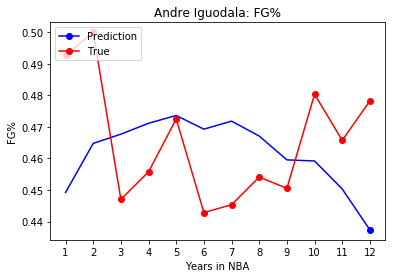 Andre Iguodala: FG%
Prediction
True
0.50
0.49
0.48
0.47
0.46
0.45
0.44
FG%
1 2 3 4 5 6 7 8 9 10 11 12
Years in NBA